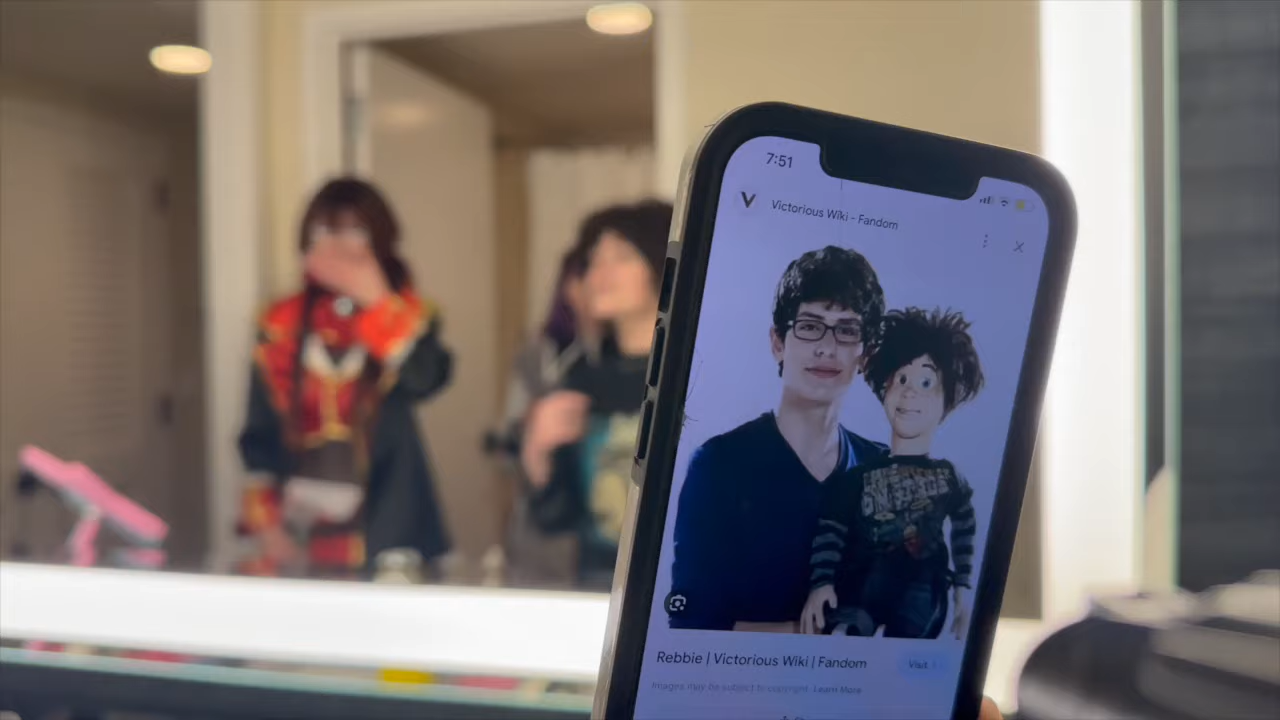 7:51
Victorious Wiki - Fandom
Rebbie | Victorious Wiki | Fandom
Visit
Images may be subject to copyright. Learn More